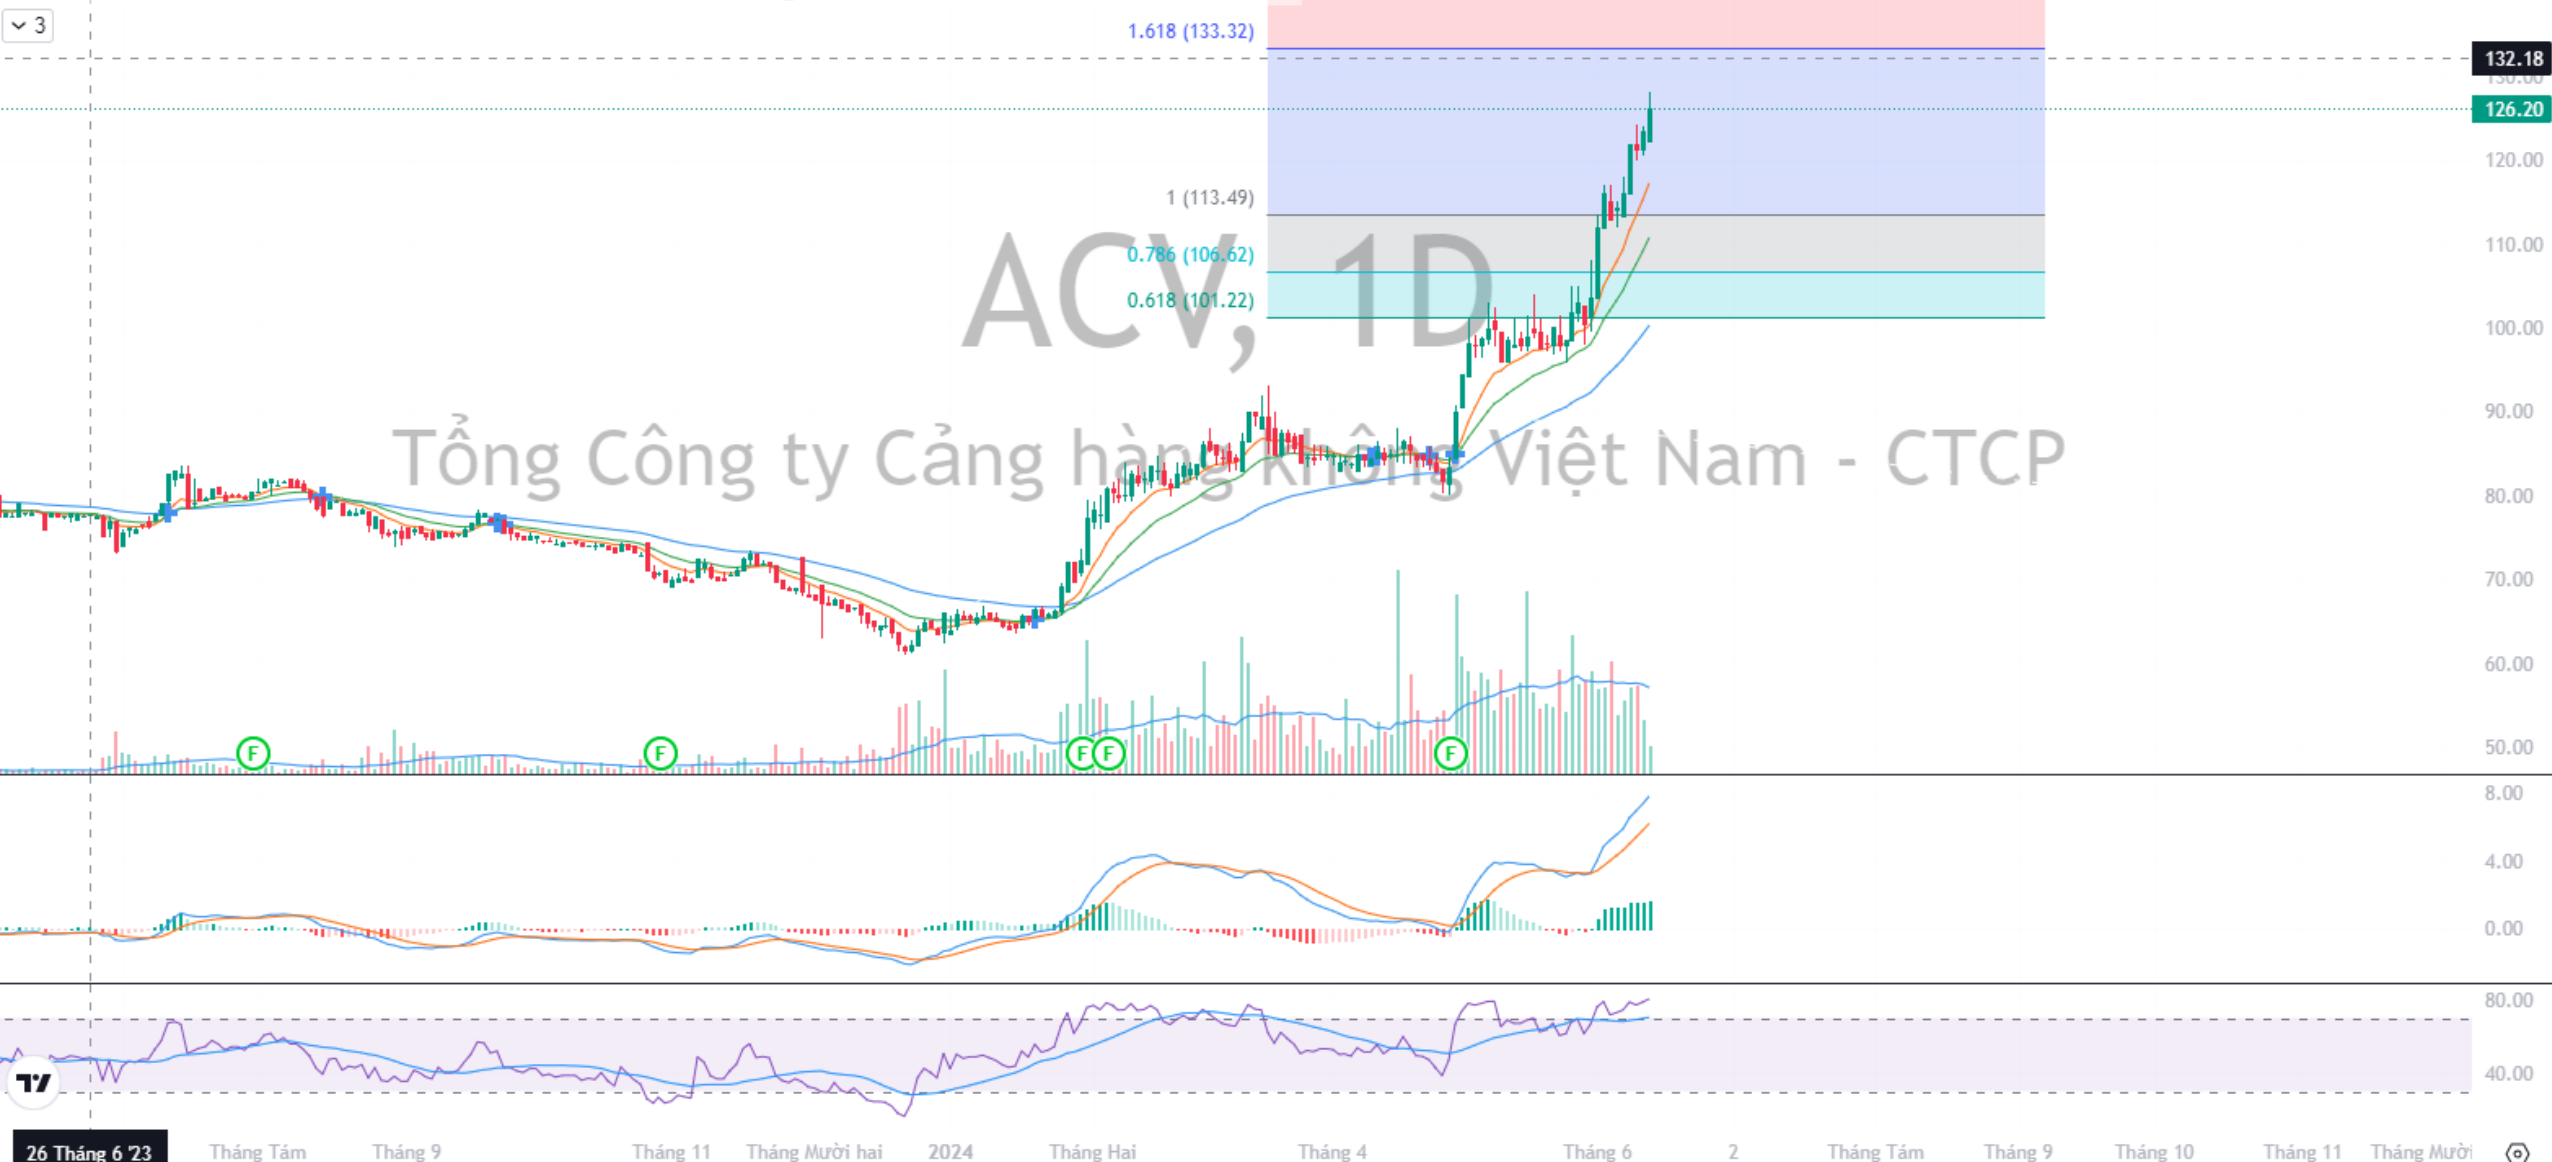 3
1.618 (133.32)
132.18
130.00
126.20
120.00
1 (113.49)
110.00
ACV, 1D
0.786 (106.62)
0.618 (101.22)
100.00
90.00
Tổng Công ty Cảng hàng không Việt Nam - CTCP
80.00
70.00
60.00
50.00
F
F
F
F
F
8.00
4.00
0.00
80.00
40.00
26 Tháng 6 '23
Tháng Tám
Tháng 9
Tháng 11
Tháng Mười hai
2024
Tháng Hai
Tháng 4
Tháng 6
2
Tháng Tám
Tháng 9
Tháng 10
Tháng 11
Tháng Mười